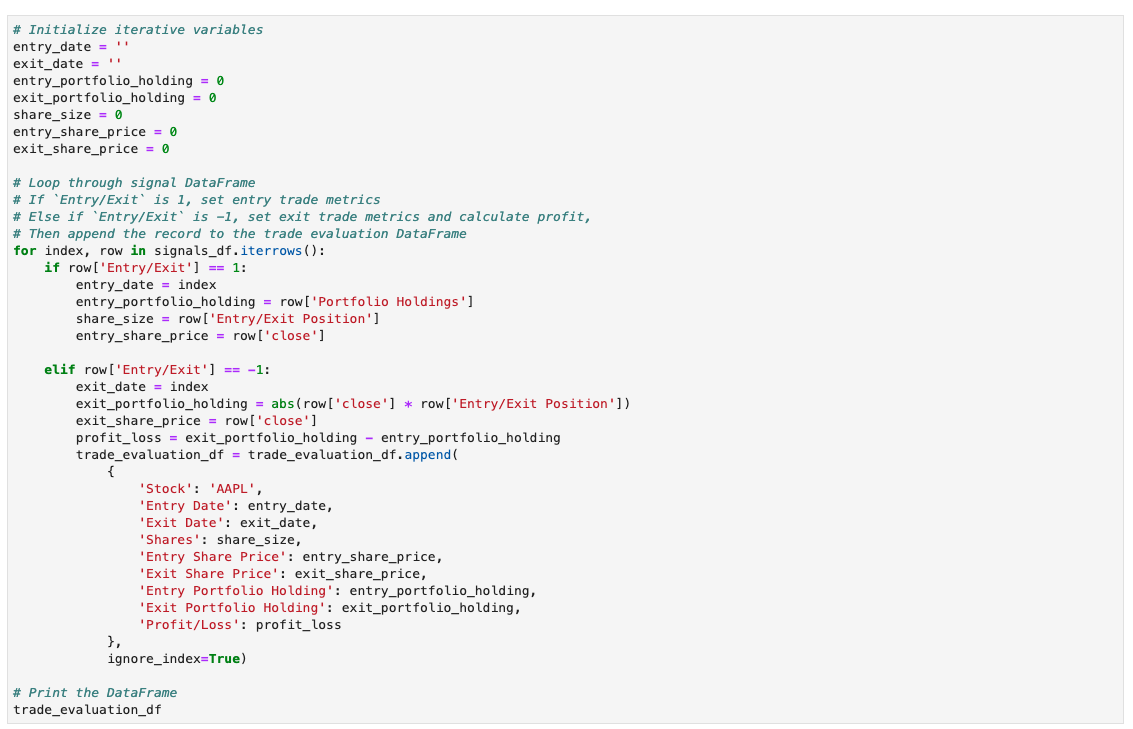 # Initialize iterative variables
entry_date = ''
exit_date = ''
entry_portfolio_holding = 0
exit_portfolio_holding = 0
share_size = 0
entry_share_price = 0
exit_share_price = 0

# Loop through signal DataFrame
# If `Entry/Exit` is 1, set entry trade metrics
# Else if `Entry/Exit` is -1, set exit trade metrics and calculate profit,
# Then append the record to the trade evaluation DataFrame
for index, row in signals_df.iterrows():
    if row['Entry/Exit'] == 1:
        entry_date = index
        entry_portfolio_holding = row['Portfolio Holdings']
        share_size = row['Entry/Exit Position']
        entry_share_price = row['close']

    elif row['Entry/Exit'] == -1:
        exit_date = index
        exit_portfolio_holding = abs(row['close'] * row['Entry/Exit Position'])
        exit_share_price = row['close']
        profit_loss = exit_portfolio_holding - entry_portfolio_holding
        trade_evaluation_df = trade_evaluation_df.append(
            {
                'Stock': 'AAPL',
                'Entry Date': entry_date,
                'Exit Date': exit_date,
                'Shares': share_size,
                'Entry Share Price': entry_share_price,
                'Exit Share Price': exit_share_price,
                'Entry Portfolio Holding': entry_portfolio_holding,
                'Exit Portfolio Holding': exit_portfolio_holding,
                'Profit/Loss': profit_loss
            },
            ignore_index=True)

# Print the DataFrame
trade_evaluation_df